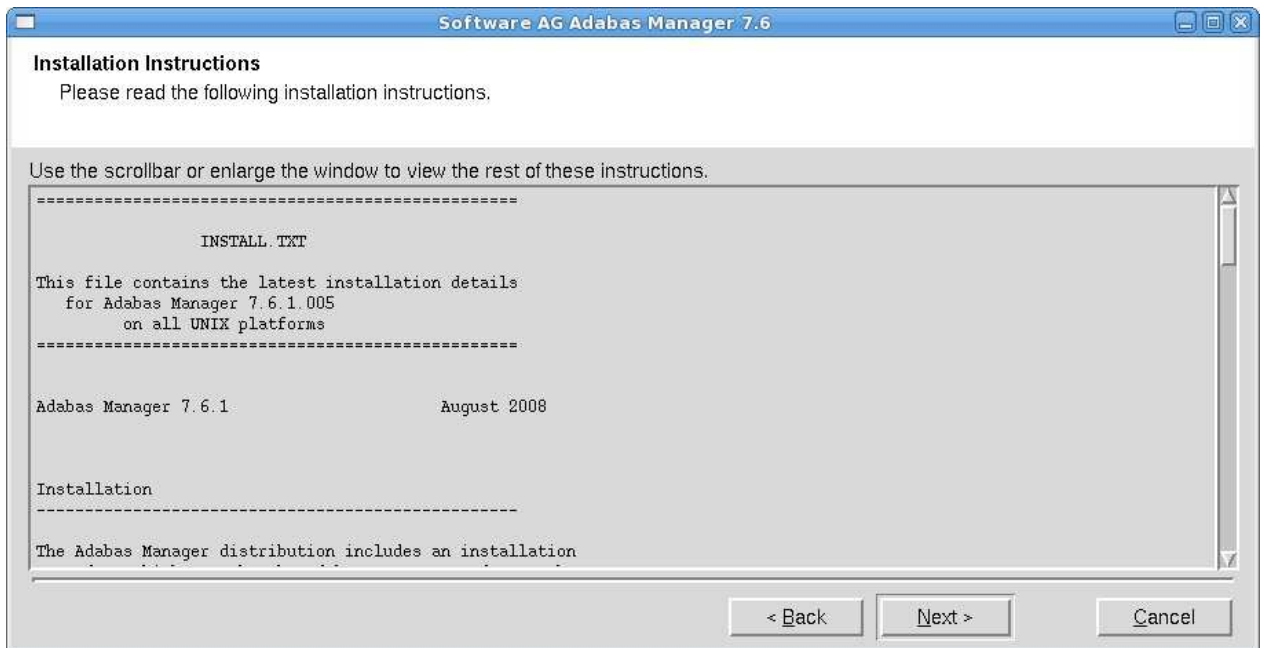 Software AG Adabas Manager 7.6
Installation Instructions
Please read the following installation instructions.
Use the scrollbar or enlarge the window to view the rest of these instructions.
==================================================
INSTALL.TXT
This file contains the latest installation details
for Adabas Manager 7.6.1.005
on all UNIX platforms
==================================================
Adabas Manager 7.6.1 August 2008
Installation
--------------------------------------------------
The Adabas Manager distribution includes an installation
< Back Next > Cancel